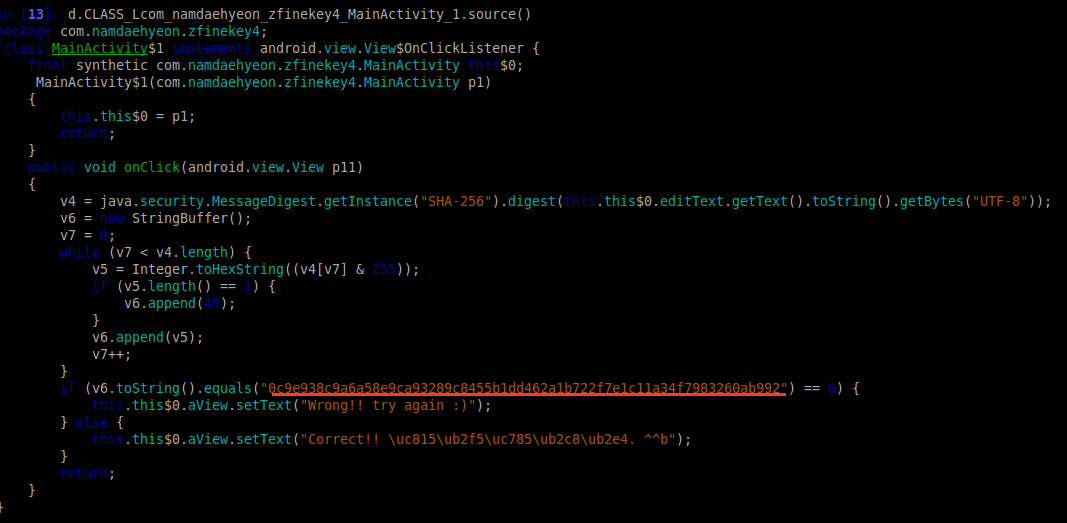 In [13]: d.CLASS_Lcom_namdaehyeon_zfinekey4_MainActivity_1.source()
package com.namdaehyeon.zfinekey4;
class MainActivity$1 implements android.view.View$OnClickListener {
final synthetic com.namdaehyeon.zfinekey4.MainActivity this$0;
MainActivity$1(com.namdaehyeon.zfinekey4.MainActivity p1)
{
this.this$0 = p1;
return;
}
public void onClick(android.view.View p11)
{
v4 = java.security.MessageDigest.getInstance("SHA-256").digest(this.this$0.editText.getText().toString().getBytes("UTF-8"));
v6 = new StringBuffer();
v7 = 0;
while (v7 < v4.length) {
v5 = Integer.toHexString((v4[v7] & 255));
if (v5.length() == 1) {
v6.append(48);
}
v6.append(v5);
v7++;
}
if (v6.toString().equals("0c9e938c9a6a58e9ca93289c8455b1dd462a1b722f7e1c11a34f7983260ab992") == 0) {
this.this$0.aView.setText("Wrong!! try again :)");
} else {
this.this$0.aView.setText("Correct!! \uc815\ub2f5\uc785\ub2c8\ub2e4. ^^b");
}
return;
}
}